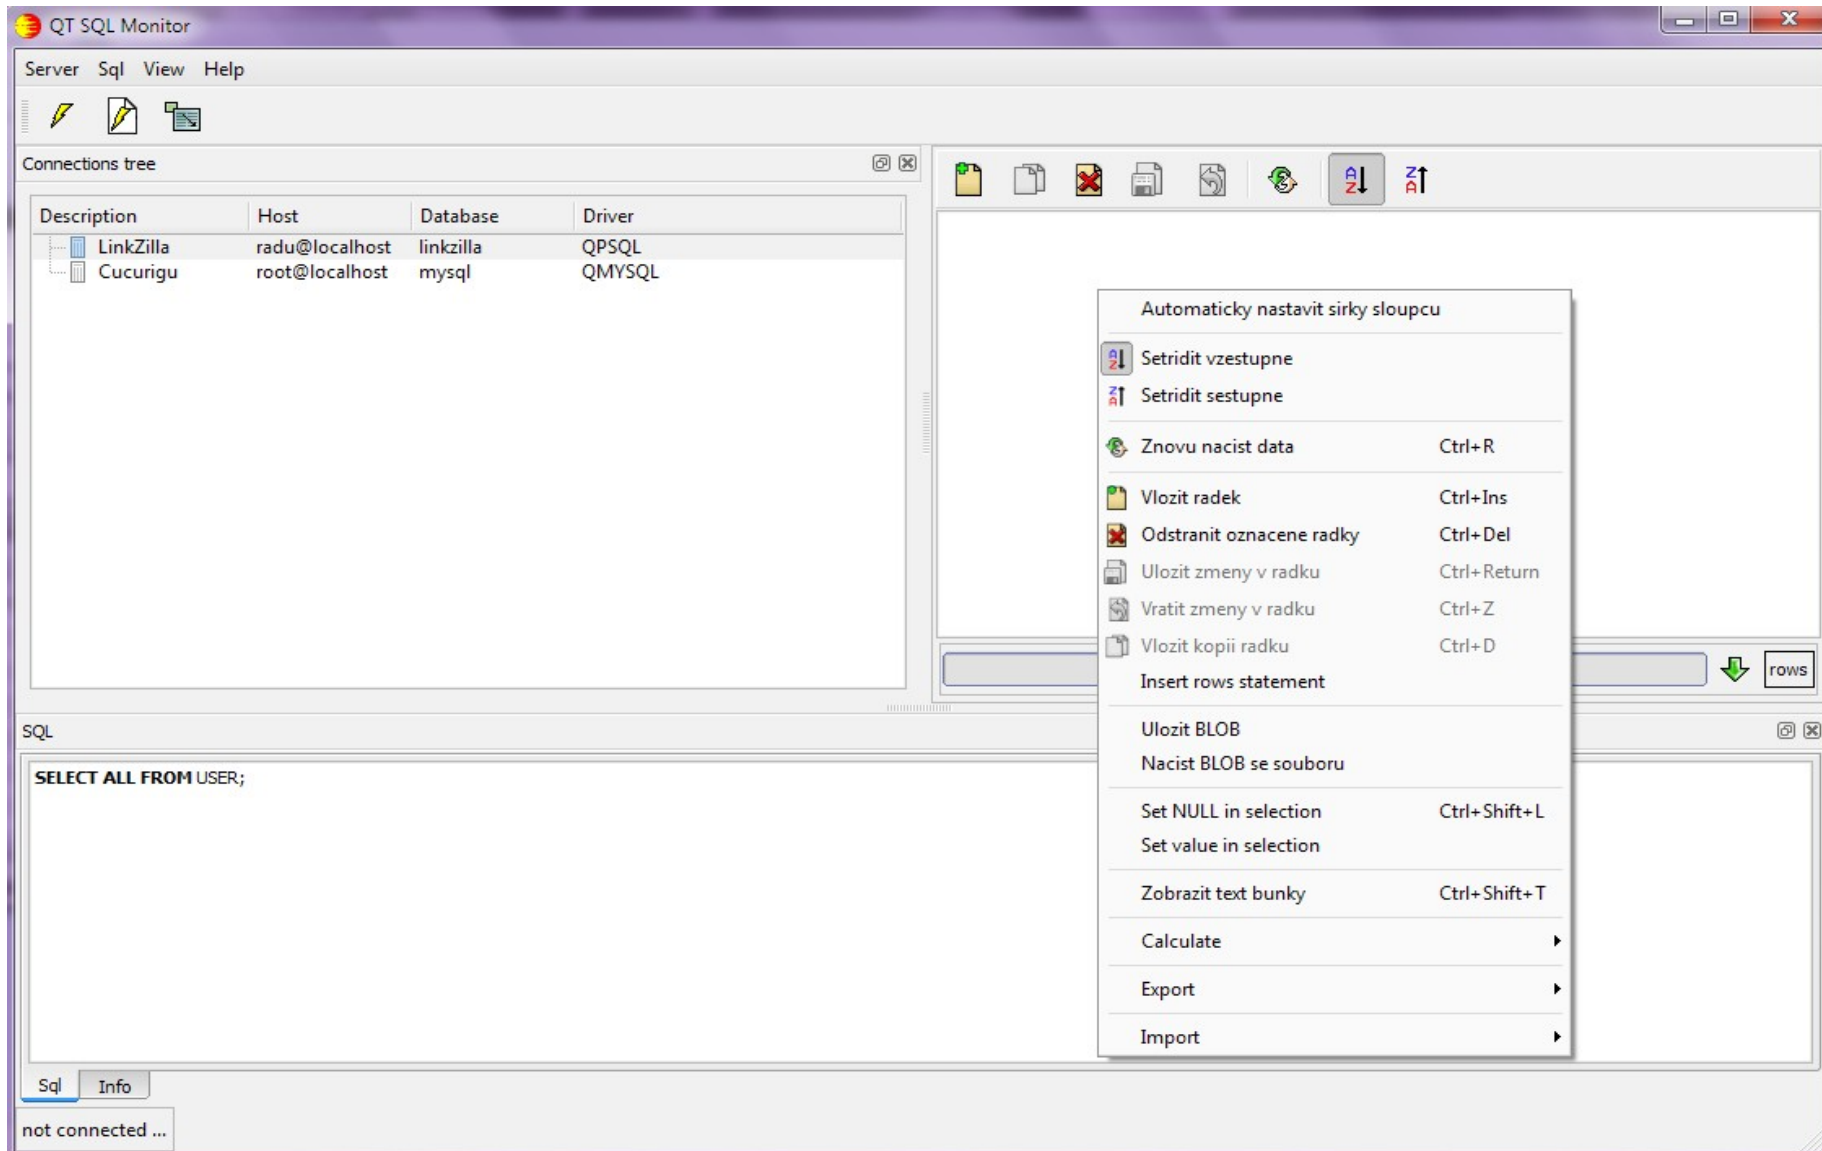 QT SQL Monitor
Server Sql View Help
Connections tree
Description Host Database Driver
LinkZilla radu@localhost linkzilla QPSQL
Cucurigu root@localhost mysql QMYSQL
Automaticky nastavit sirky sloupcu
Setridit vzestupne
Setridit sestupne
Znovu nacist data Ctrl+R
Vlozit radek Ctrl+Ins
Odstranit oznacene radky Ctrl+Del
Ulozit zmeny v radku Ctrl+Return
Vratit zmeny v radku Ctrl+Z
Vlozit kopii radku Ctrl+D
Insert rows statement
Ulozit BLOB
Nacist BLOB se souboru
Set NULL in selection Ctrl+Shift+L
Set value in selection
Zobrazit text bunky Ctrl+Shift+T
Calculate
Export
Import
rows
SQL
SELECT ALL FROM USER;
Sql Info
not connected ...